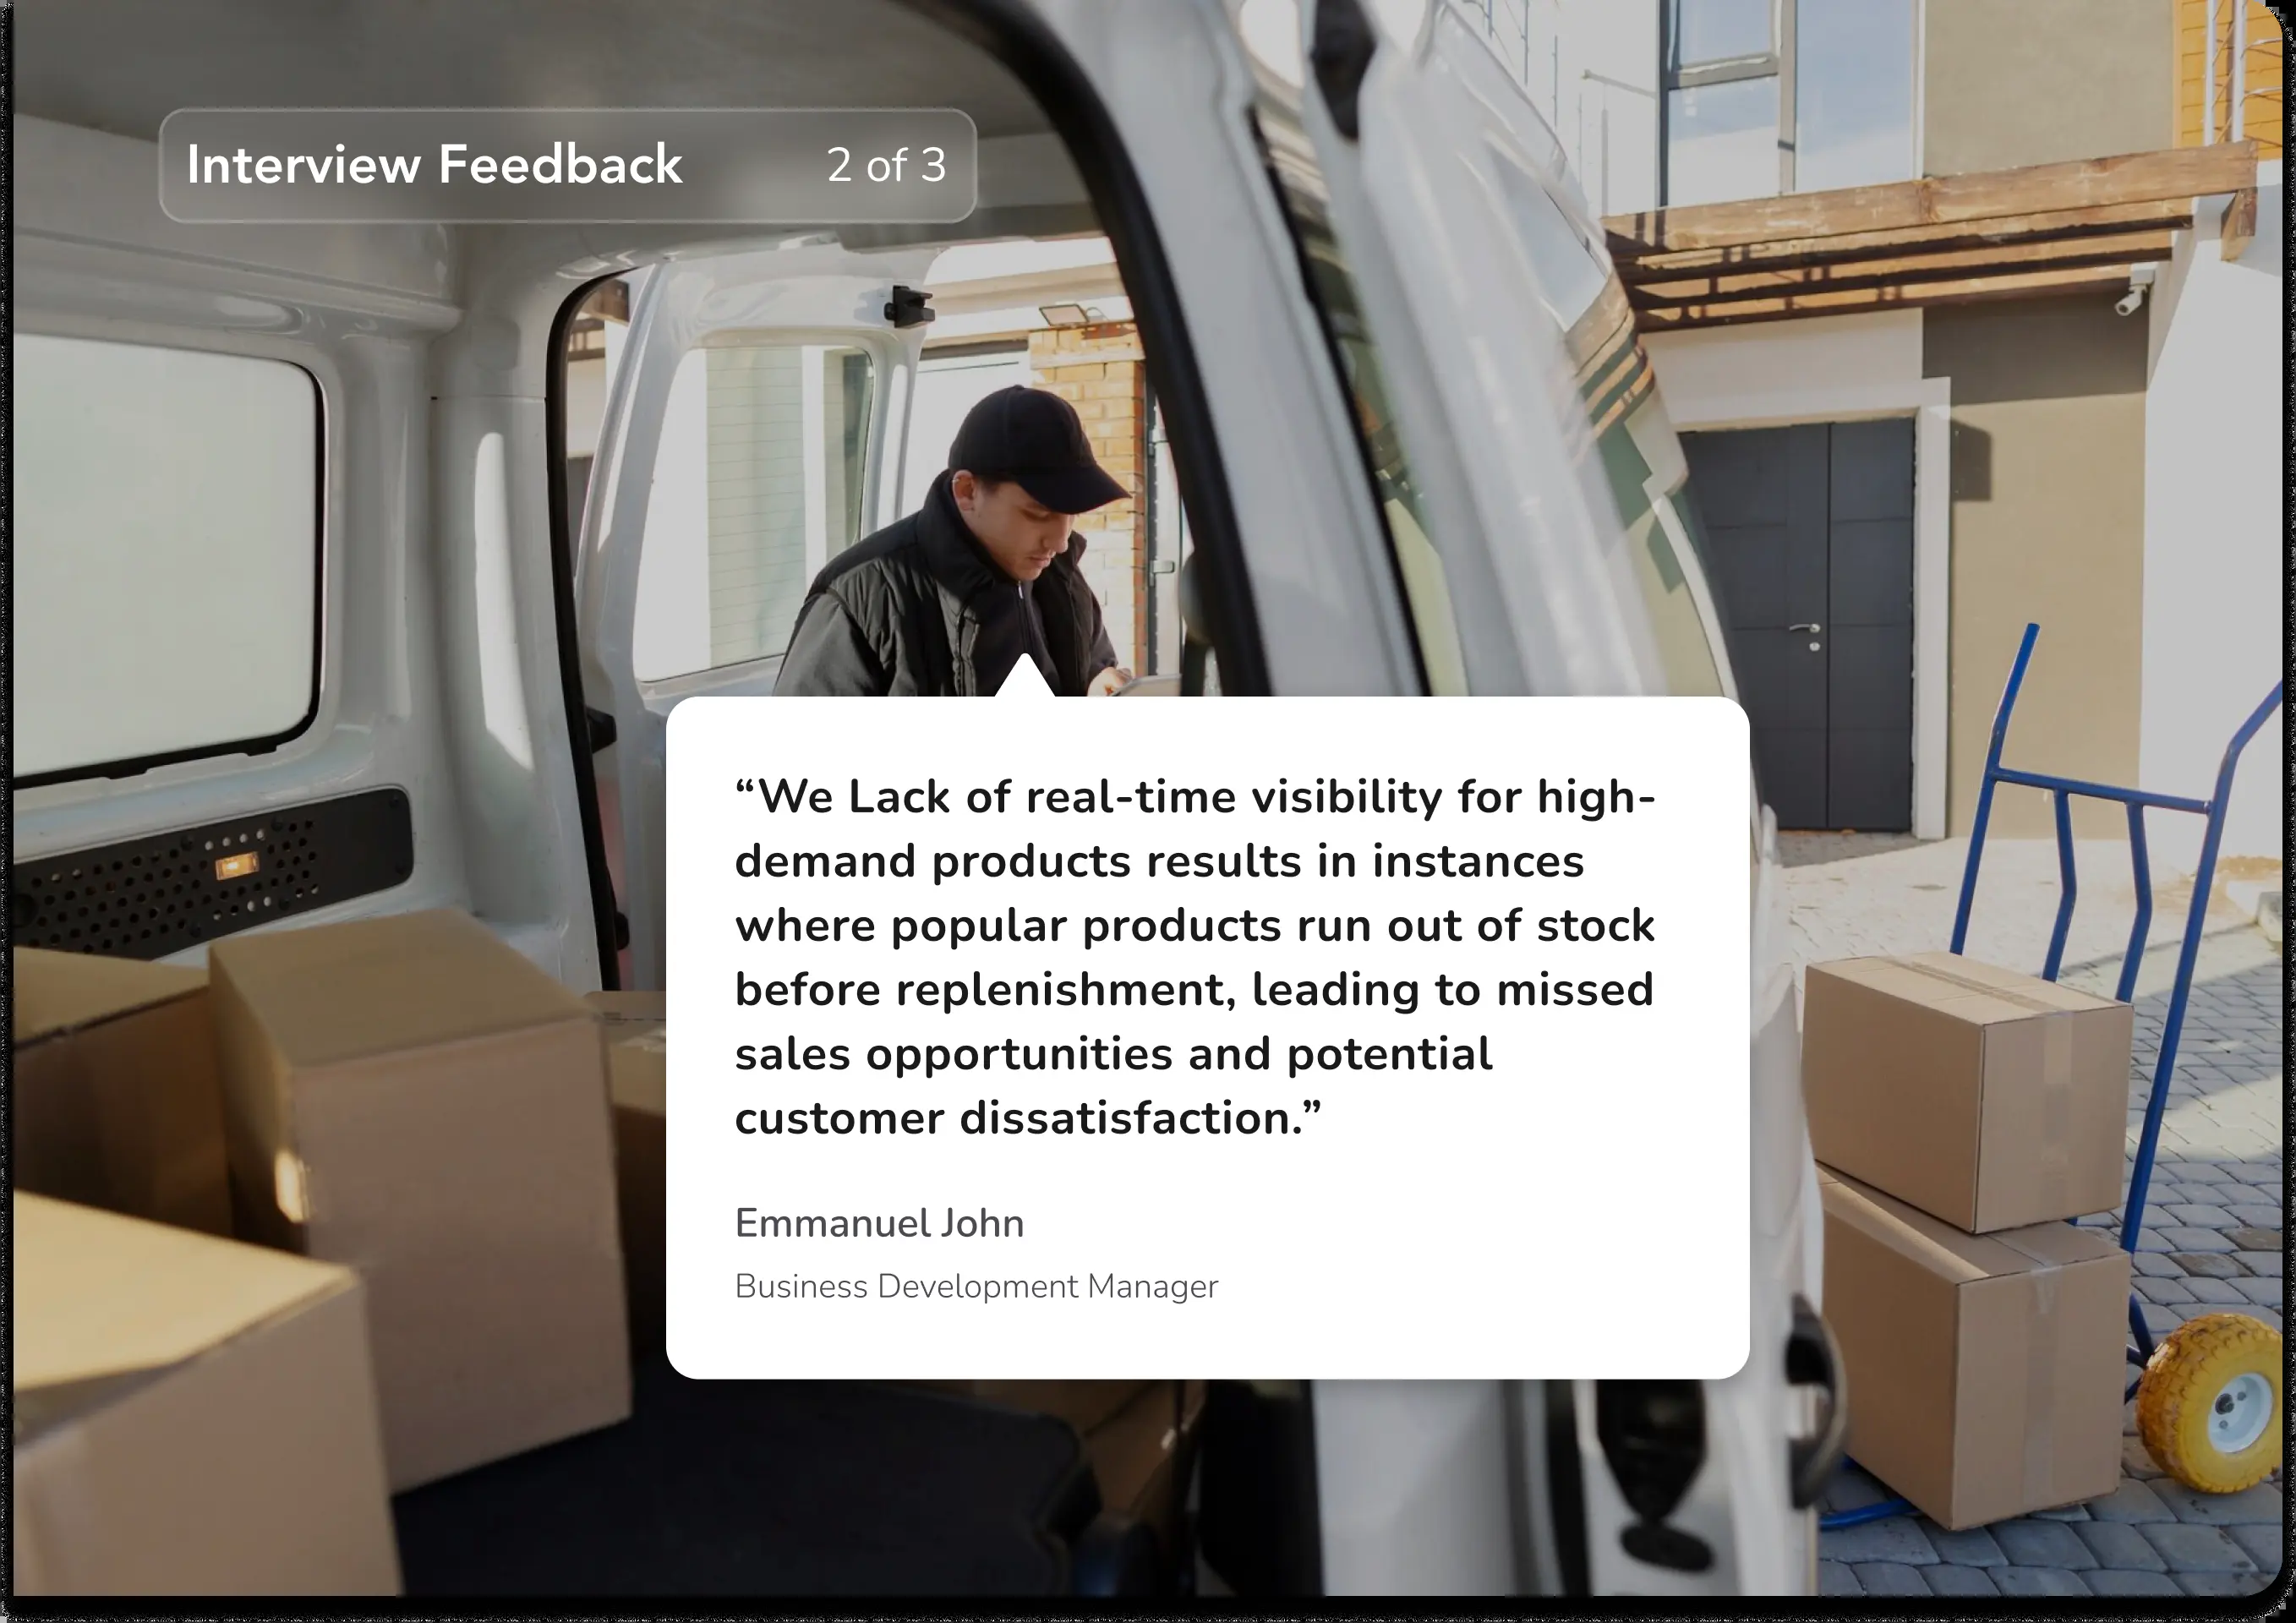 Interview Feedback
2 of 3
“We Lack of real-time visibility for high-
demand products results in instances
where popular products run out of stock
before replenishment, leading to missed
sales opportunities and potential
customer dissatisfaction.”
Emmanuel John
Business Development Manager